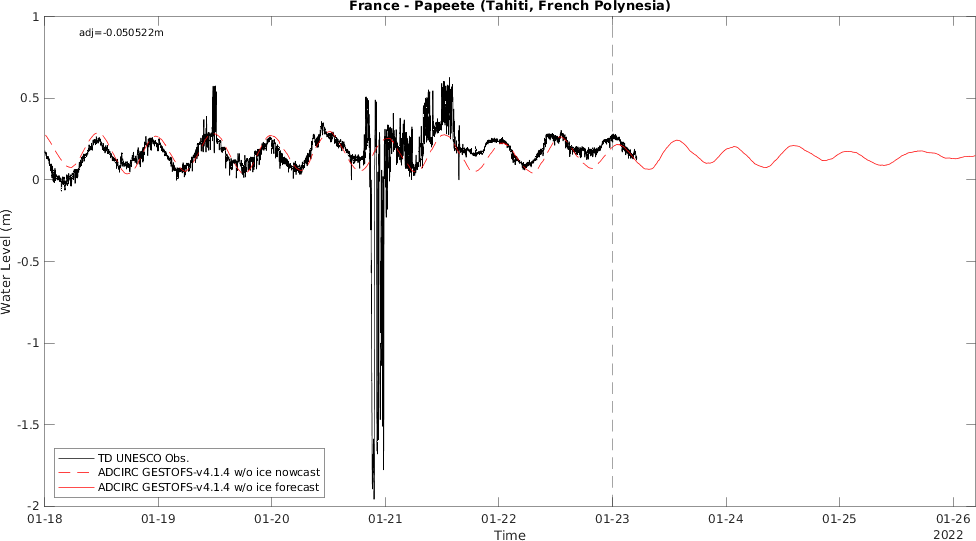 France - Papeete (Tahiti, French Polynesia)
adj=-0.050522m
1
0.5
0
-0.5
-1
-1.5
-2
Water Level (m)
TD UNESCO Obs.
ADCIRC GESTOFS-v4.1.4 w/o ice nowcast
ADCIRC GESTOFS-v4.1.4 w/o ice forecast
01-18 01-19 01-20 01-21 01-22 01-23 01-24 01-25 01-26
Time
2022